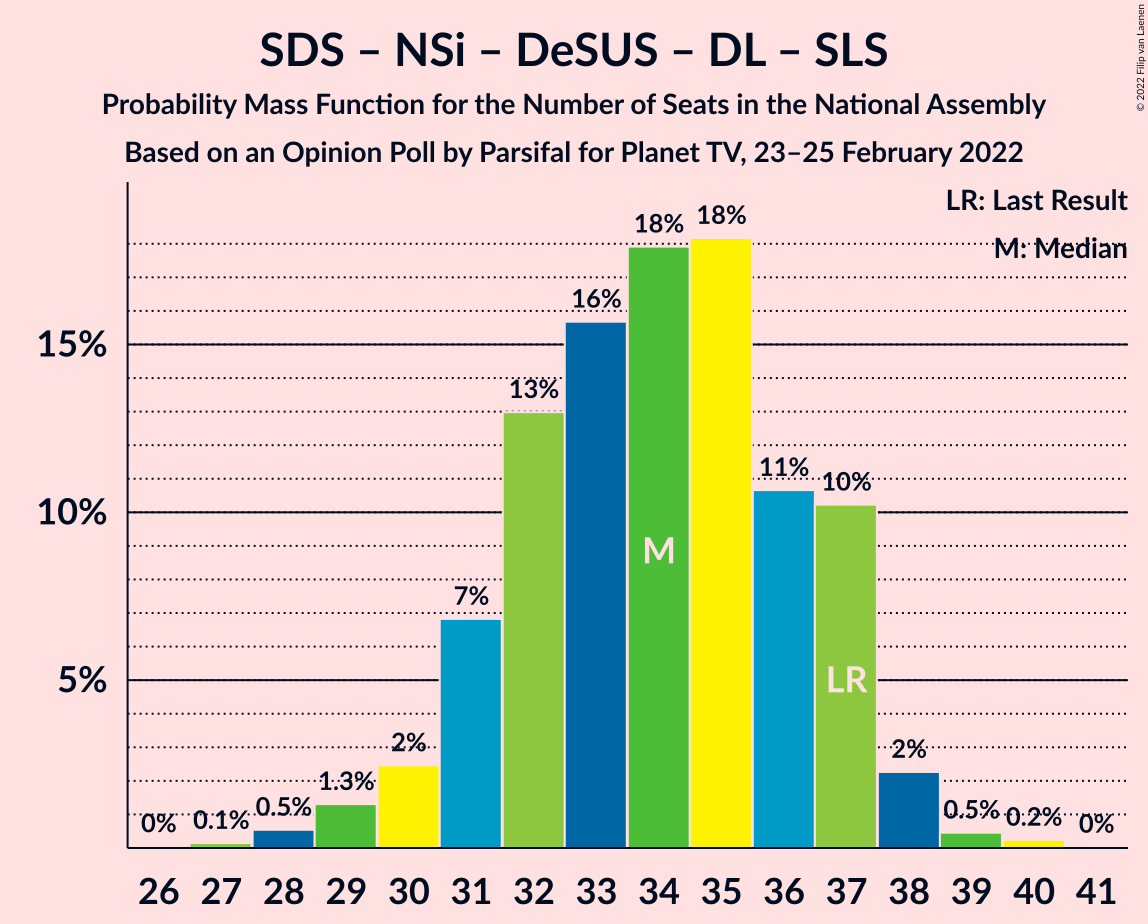 SDS – NSi – DeSUS – DL – SLS
Probability Mass Function for the Number of Seats in the National Assembly
Based on an Opinion Poll by Parsifal for Planet TV, 23–25 February 2022
© 2022 Filip van Laenen
LR: Last Result
M: Median
15%
10%
5%
0%
0.1%
0.5%
1.3%
2%
7%
13%
16%
18%
18%
11%
10%
2%
0.5%
0.2%
0%
M
LR
26 27 28 29 30 31 32 33 34 35 36 37 38 39 40 41